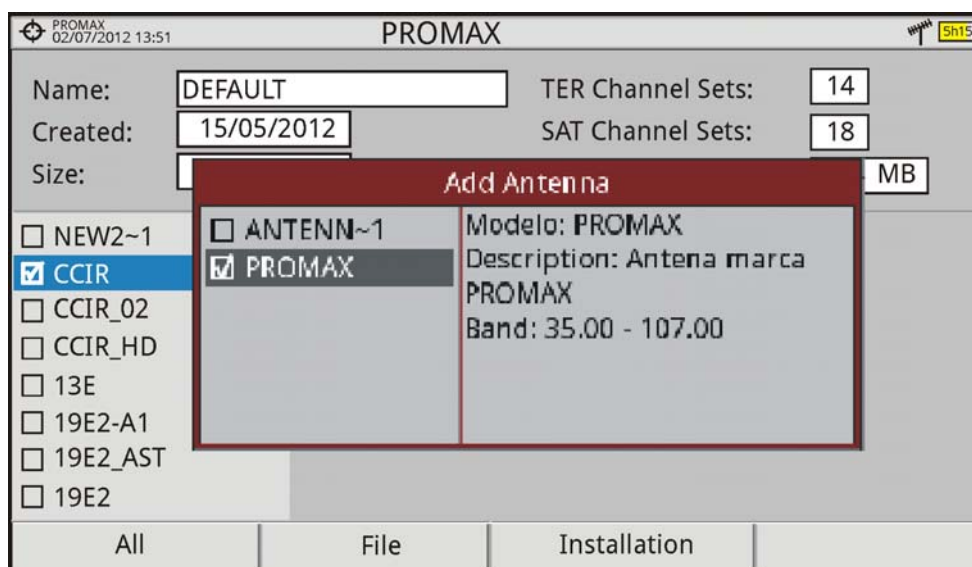 PROMAX
02/07/2012 13:51
PROMAX
5h15
Name:
DEFAULT
TER Channel Sets:
14
Created:
15/05/2012
SAT Channel Sets:
18
Size:
MB
Add Antenna
ANTENN~1
PROMAX
Modelo: PROMAX
Description: Antena marca
PROMAX
Band: 35.00 - 107.00
NEW2~1
CCIR
CCIR_02
CCIR_HD
13E
19E2-A1
19E2_AST
19E2
All
File
Installation